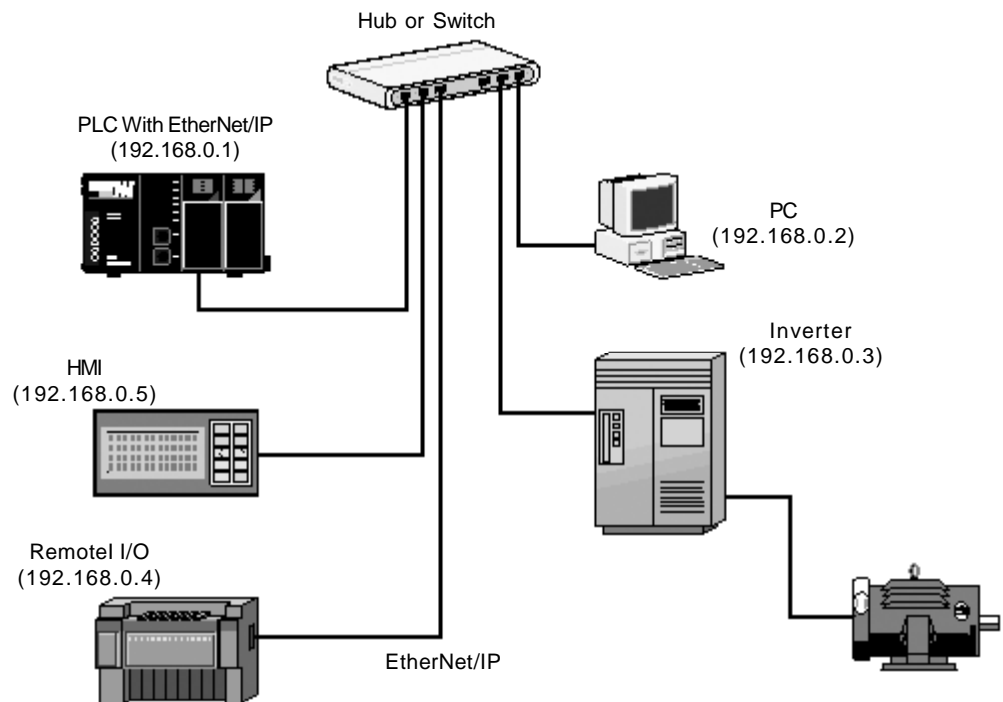 Hub or Switch
PLC With EtherNet/IP
(192.168.0.1)
PC
(192.168.0.2)
Inverter
(192.168.0.3)
HMI
(192.168.0.5)
Remotel I/O
(192.168.0.4)
EtherNet/IP